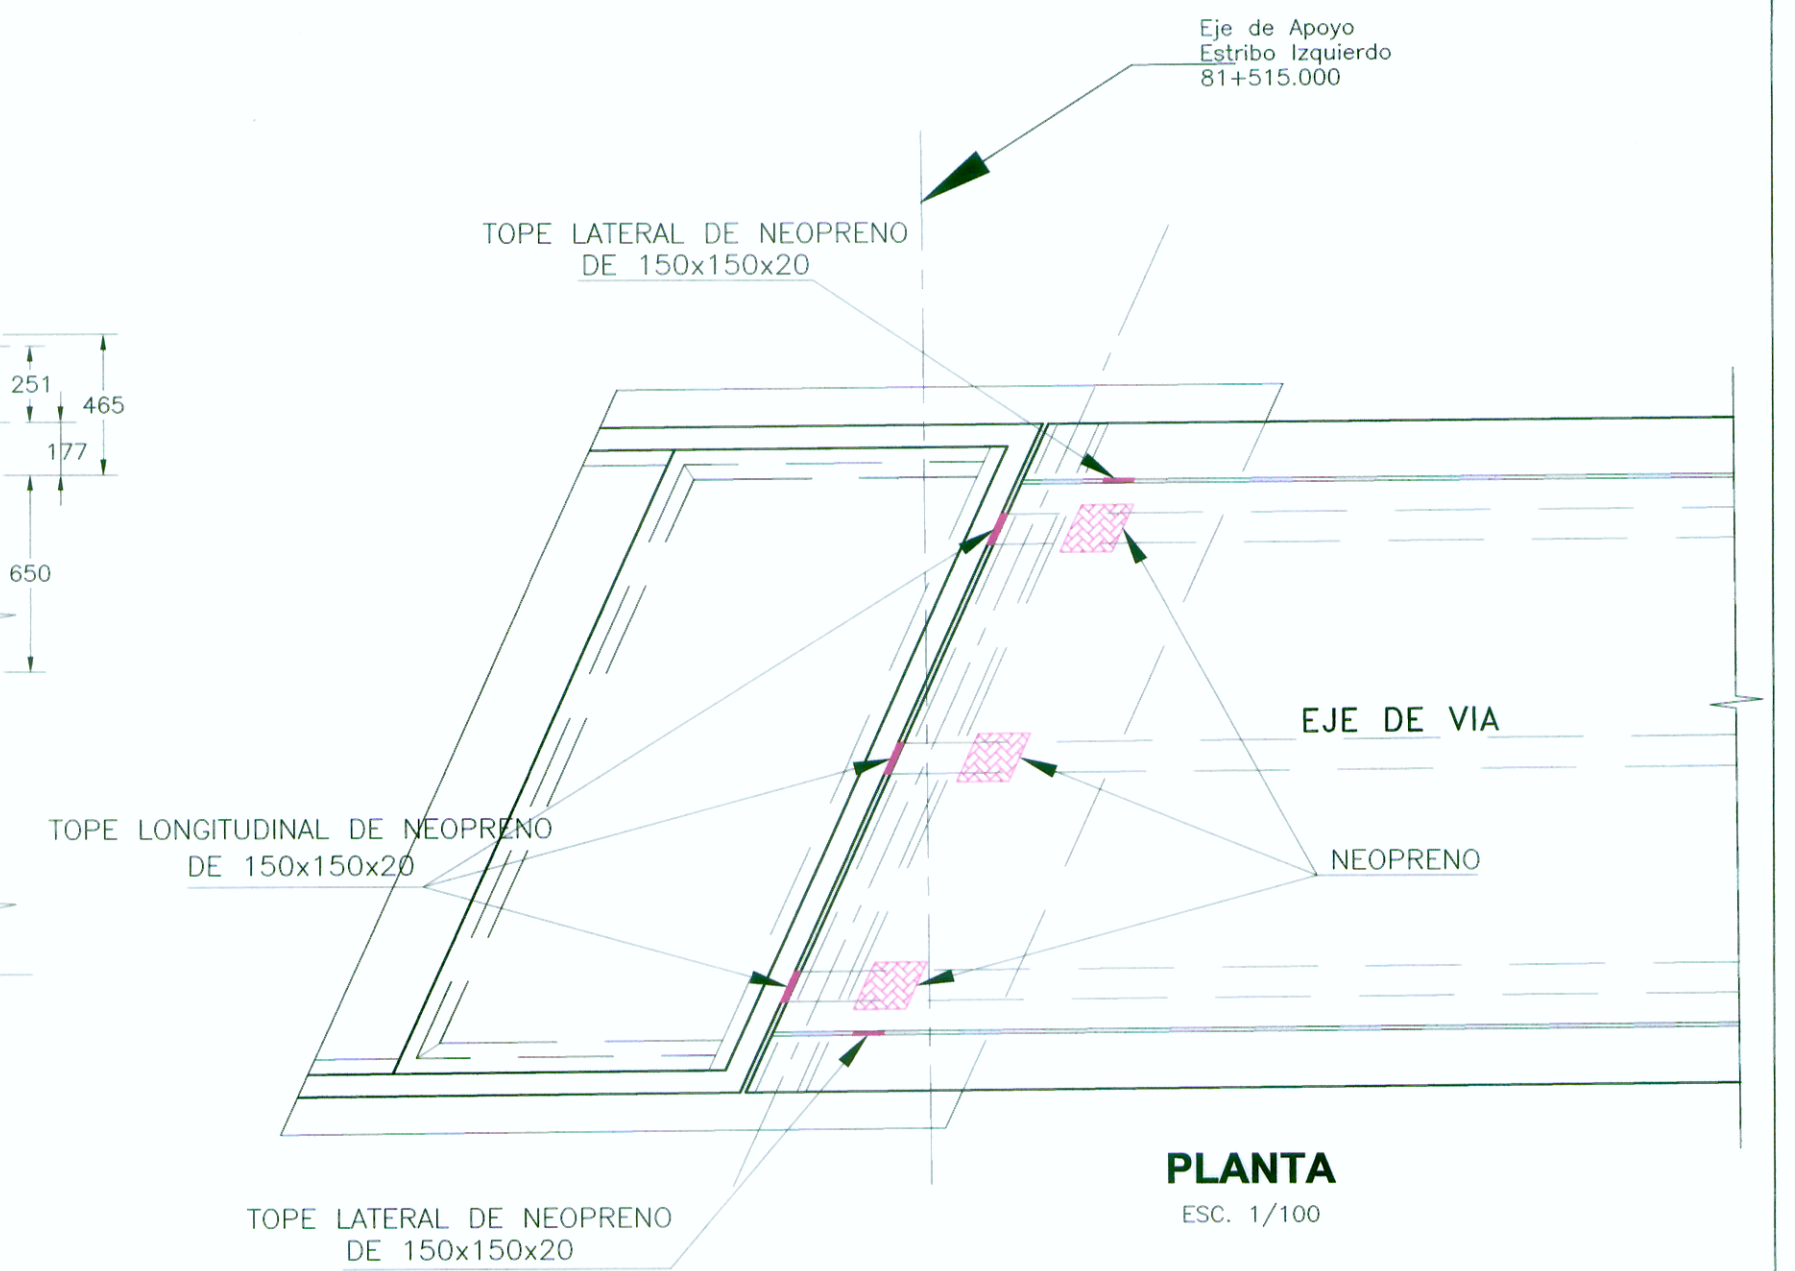 Eje de Apoyo
Estribo Izquierdo
81+515.000
TOPE LATERAL DE NEOPRENO
DE 150x150x20
251
465
177
650
EJE DE VIA
TOPE LONGITUDINAL DE NEOPRENO
DE 150x150x20
NEOPRENO
PLANTA
ESC. 1/100
TOPE LATERAL DE NEOPRENO
DE 150x150x20